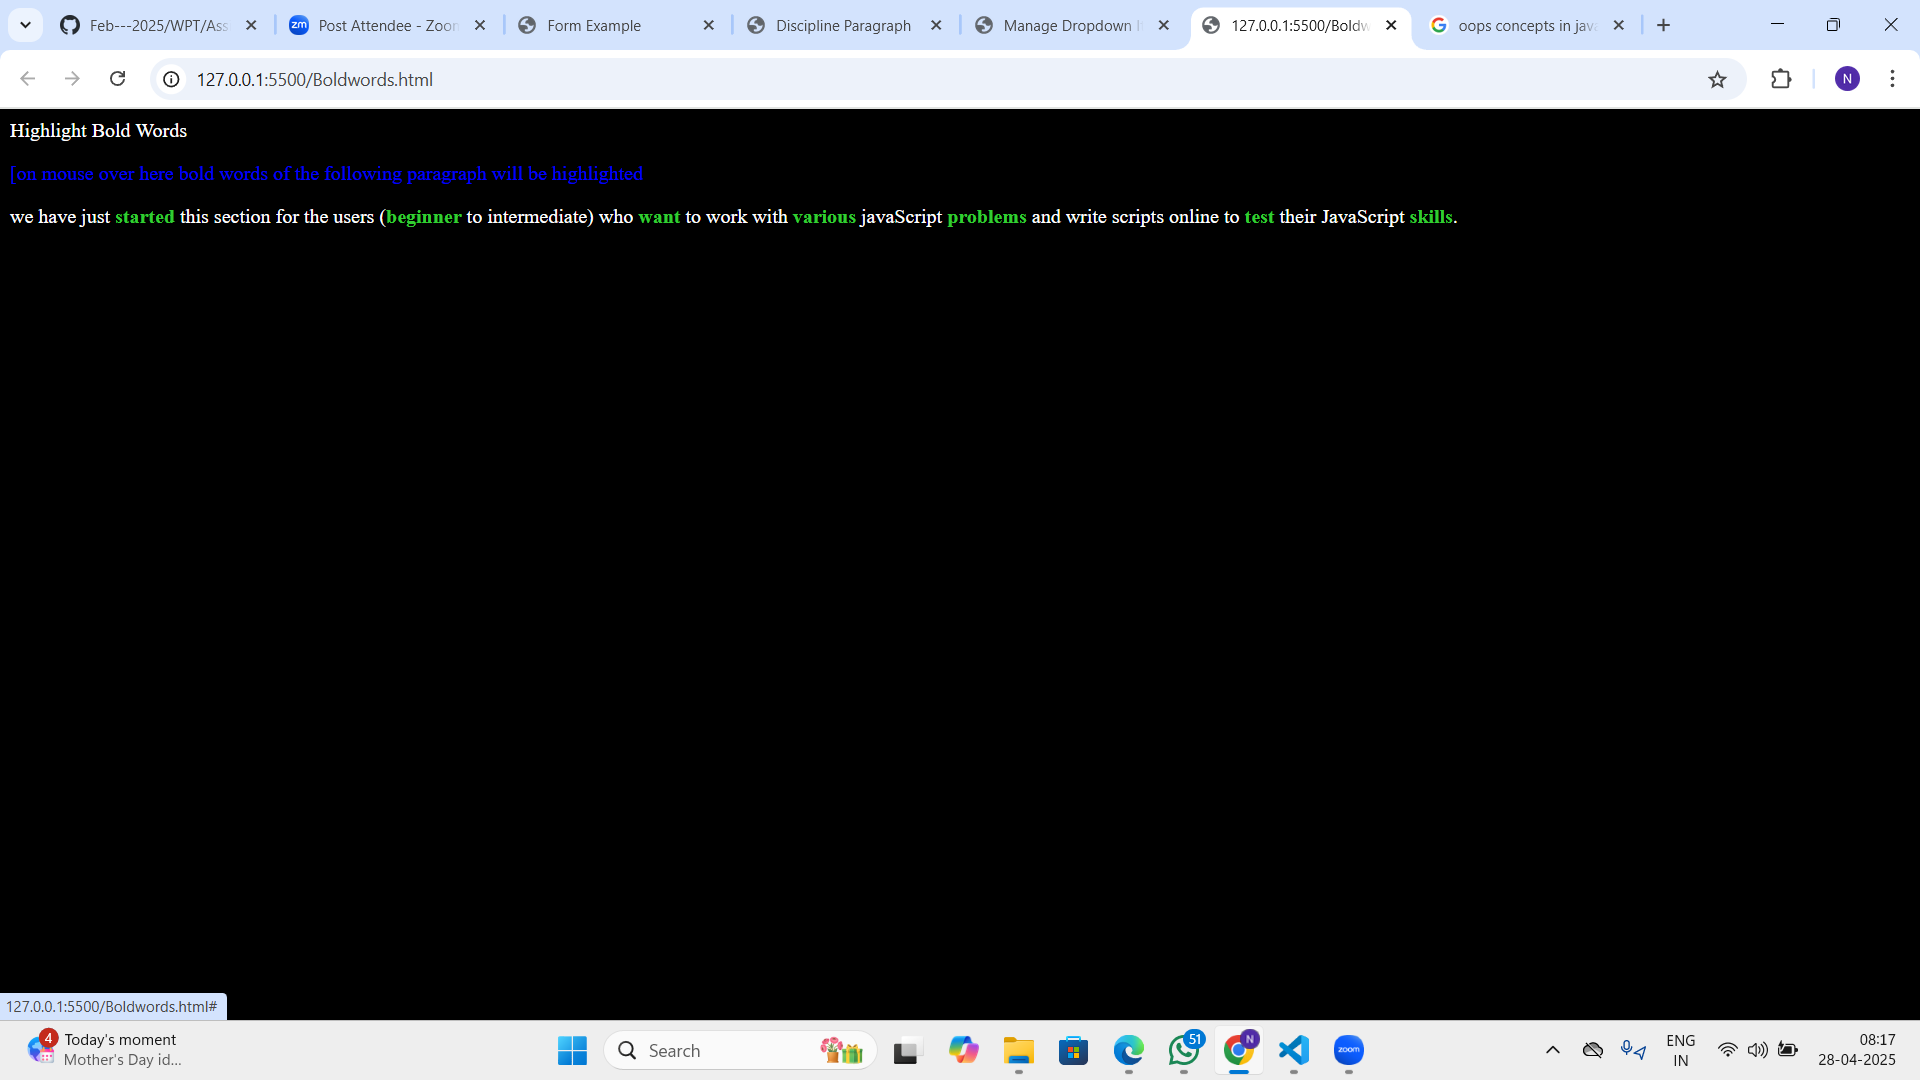 Feb---2025/WPT/Ass
Post Attendee - Zoom
Form Example
Discipline Paragraph
Manage Dropdown I
127.0.0.1:5500/Boldw
oops concepts in java
127.0.0.1:5500/Boldwords.html
N
Highlight Bold Words
[on mouse over here bold words of the following paragraph will be highlighted
we have just started this section for the users (beginner to intermediate) who want to work with various javaScript problems and write scripts online to test their JavaScript skills.
127.0.0.1:5500/Boldwords.html#
4
Today's moment
Mother's Day id...
Search
51
N
zoom
ENG
IN
08:17
28-04-2025